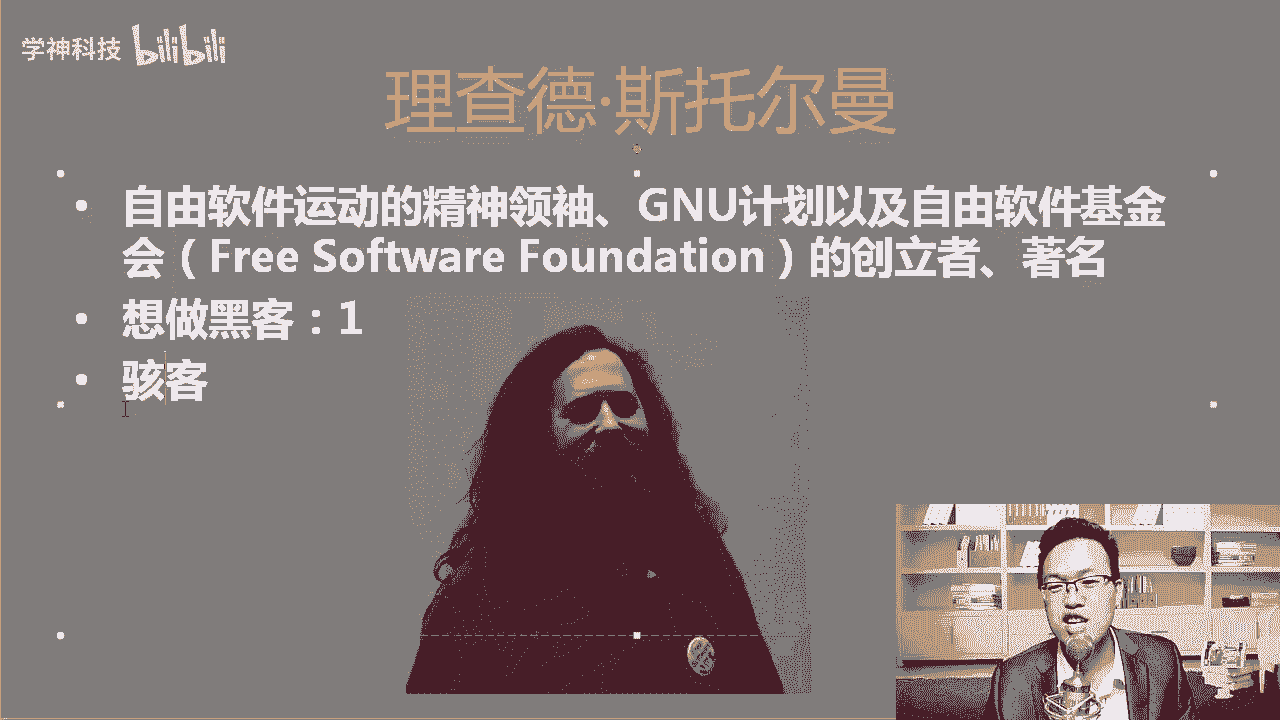 学神科技 bilibili
理查德·斯托尔曼
• 自由软件运动的精神领袖、GNU计划以及自由软件基金
会（Free Software Foundation）的创立者、著名
• 想做黑客：1
• 骇客